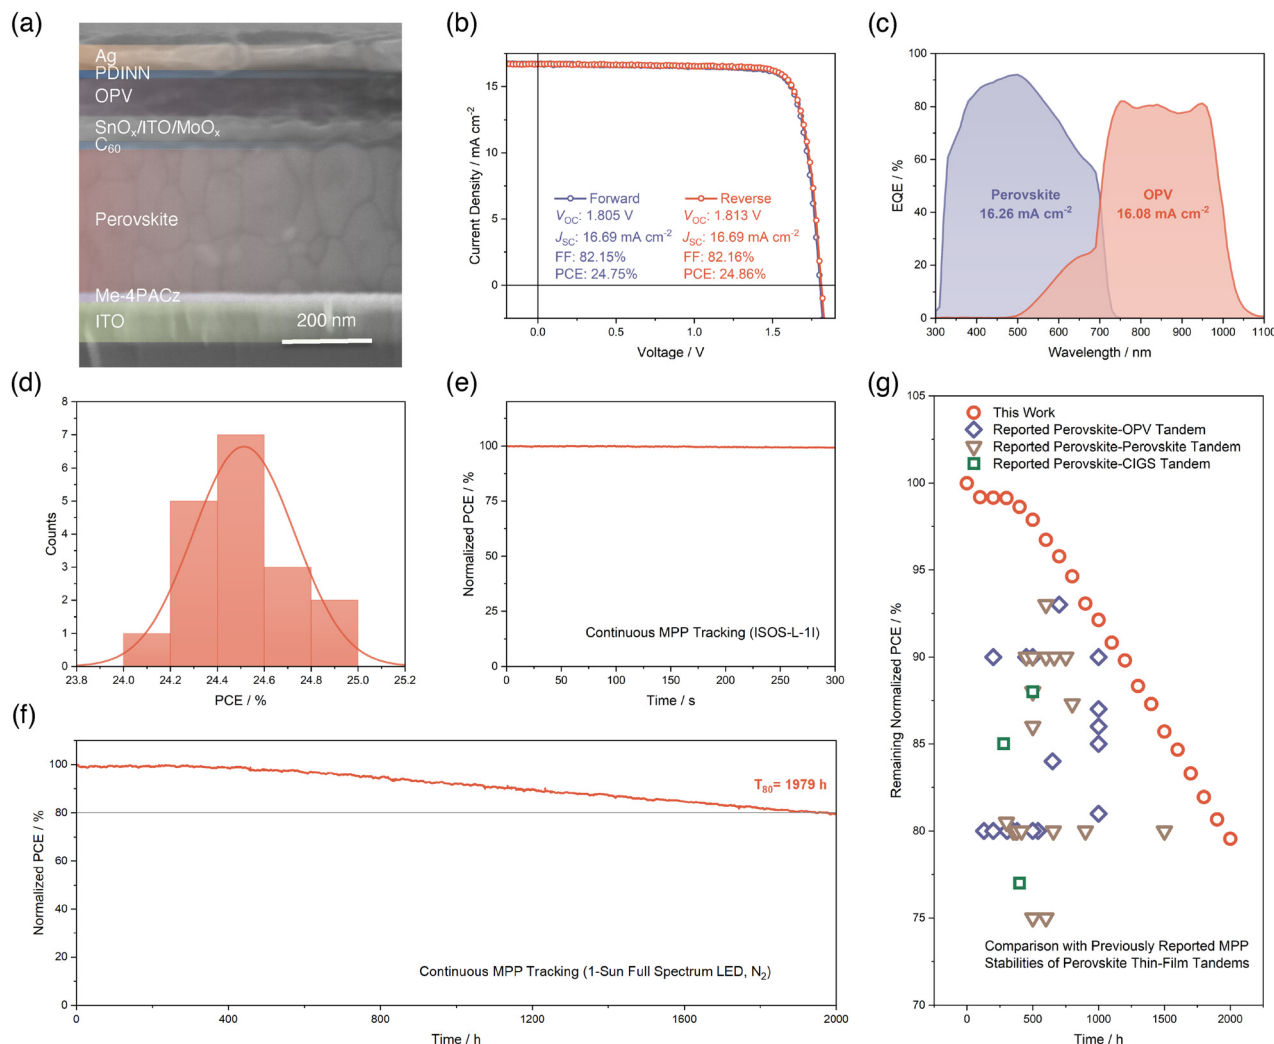 (a)
Ag
PDINN
OPV
SnOₓ/ITO/MoOₓ
C₆₀
Perovskite
Me-4PACz
ITO
200 nm
(b)
Current Density / mA cm⁻²
15
10
5
0
Forward
V_OC: 1.805 V
J_SC: 16.69 mA cm⁻²
FF: 82.15%
PCE: 24.75%
Reverse
V_OC: 1.813 V
J_SC: 16.69 mA cm⁻²
FF: 82.16%
PCE: 24.86%
0.0 0.5 1.0 1.5
Voltage / V
(c)
EQE / %
100
80
60
40
20
0
Perovskite
16.26 mA cm⁻²
OPV
16.08 mA cm⁻²
300 400 500 600 700 800 900 1000 1100
Wavelength / nm
(d)
Counts
8
7
6
5
4
3
2
1
0
23.8 24.0 24.2 24.4 24.6 24.8 25.0 25.2
PCE / %
(e)
Normalized PCE / %
100
75
50
25
0
Continuous MPP Tracking (ISOS-L-1I)
0 50 100 150 200 250 300
Time / s
(f)
Normalized PCE / %
100
80
60
40
20
0
T₈₀= 1979 h
Continuous MPP Tracking (1-Sun Full Spectrum LED, N₂)
0 400 800 1200 1600 2000
Time / h
(g)
Remaining Normalized PCE / %
105
100
95
90
85
80
75
70
This Work
Reported Perovskite-OPV Tandem
Reported Perovskite-Perovskite Tandem
Reported Perovskite-CIGS Tandem
Comparison with Previously Reported MPP
Stabilities of Perovskite Thin-Film Tandems
0 500 1000 1500 2000
Time / h